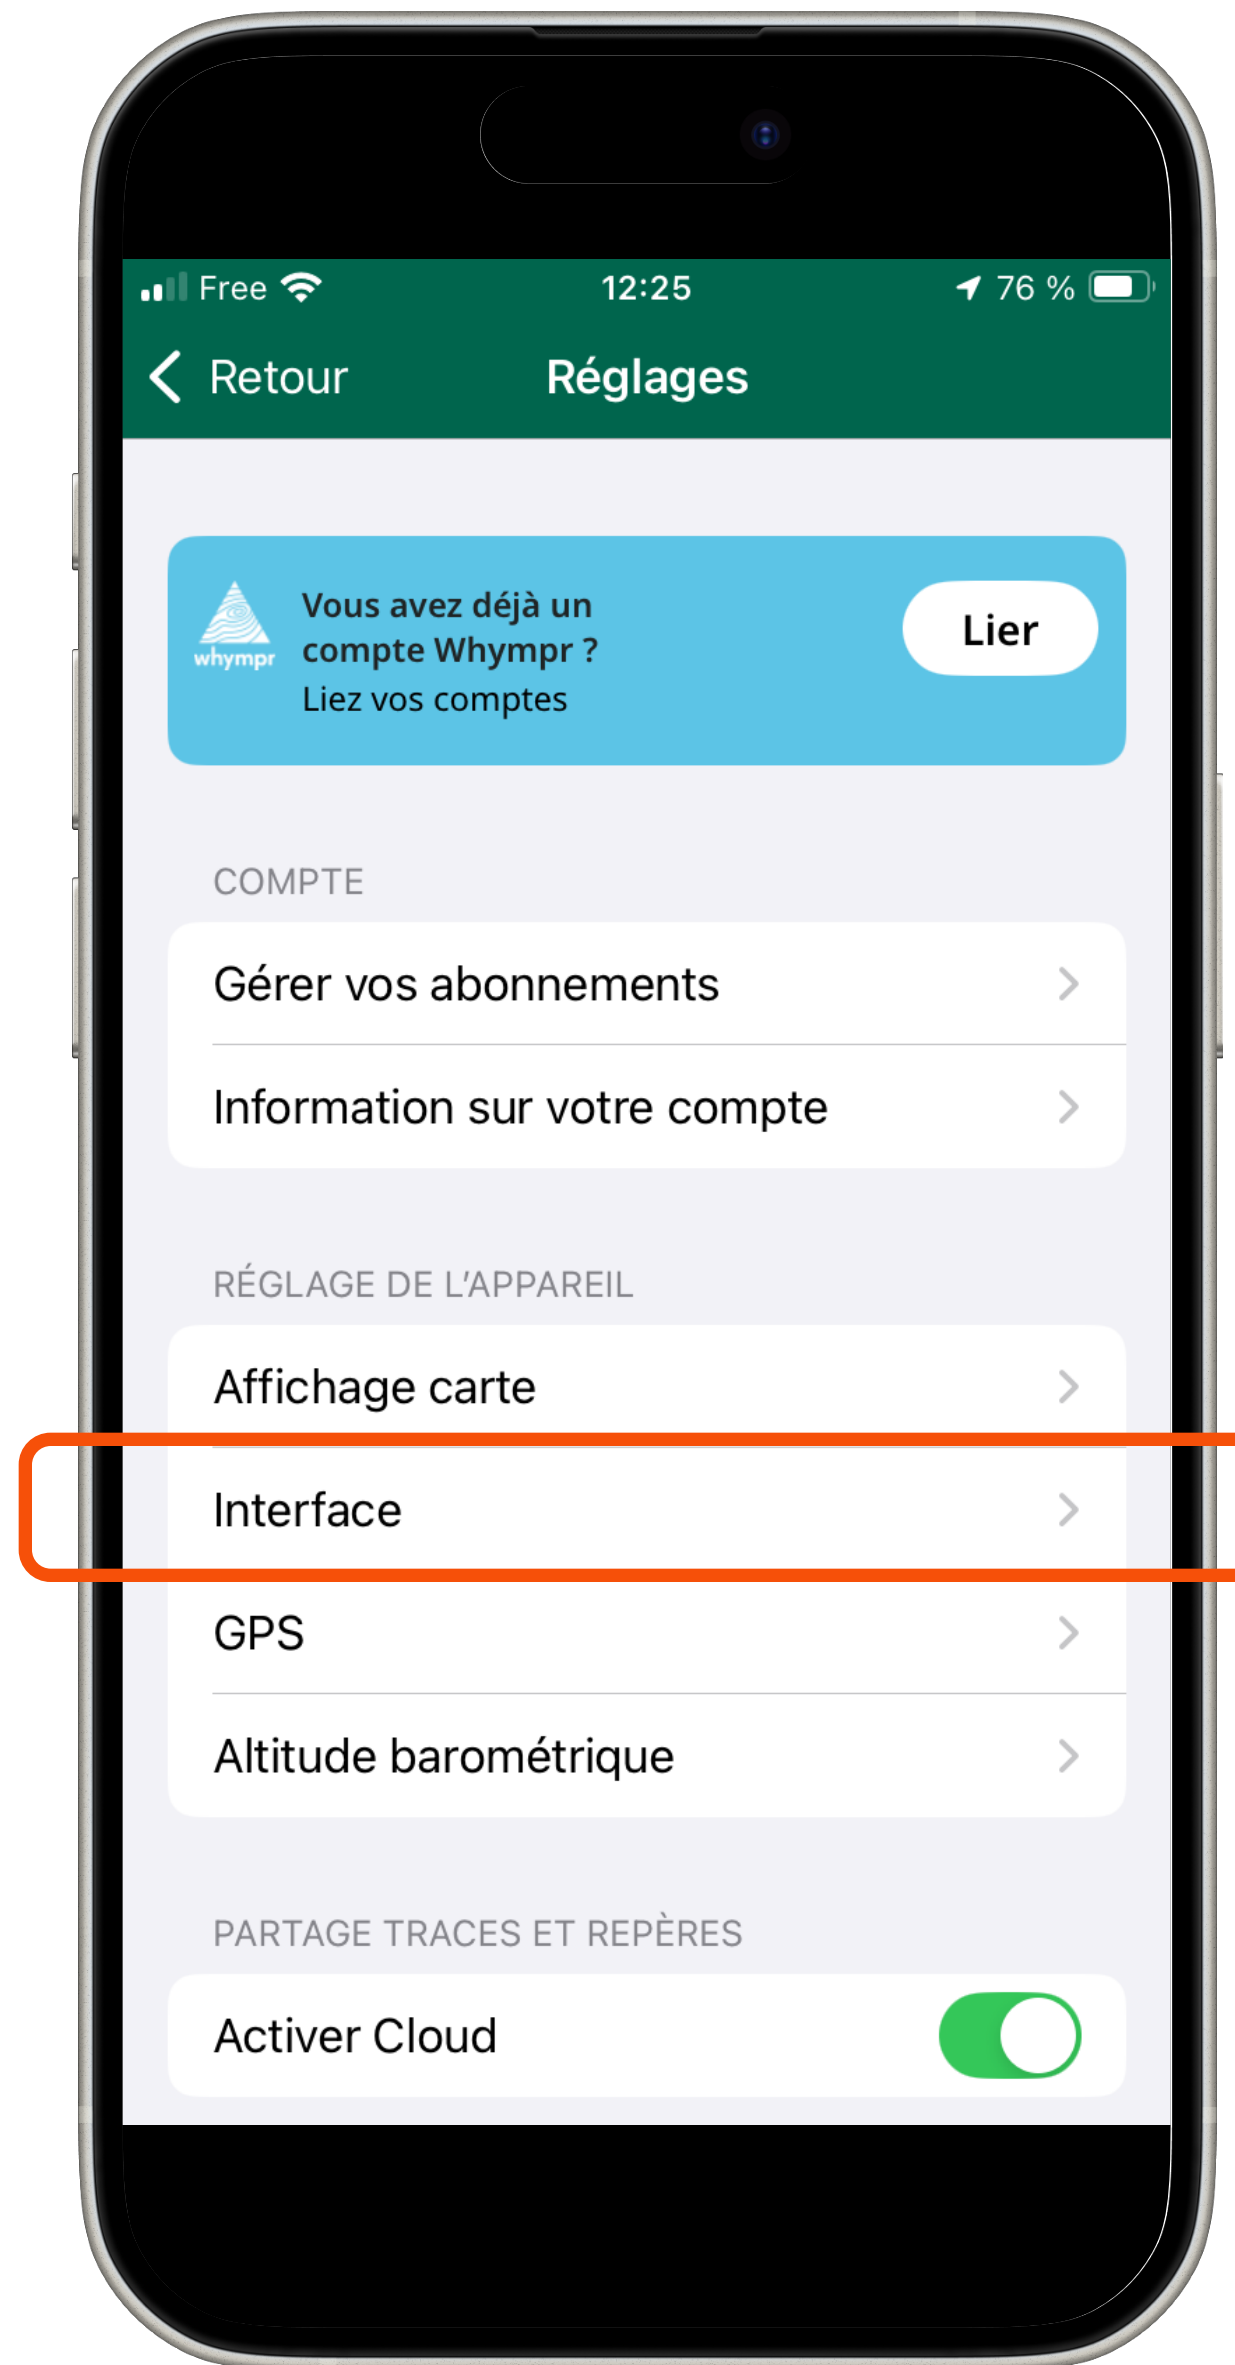 Free 12:25 76 %
Retour Réglages
whympr
Vous avez déjà un
compte Whympr ?
Liez vos comptes
Lier
COMPTE
Gérer vos abonnements
Information sur votre compte
RÉGLAGE DE L'APPAREIL
Affichage carte
Interface
GPS
Altitude barométrique
PARTAGE TRACES ET REPÈRES
Activer Cloud